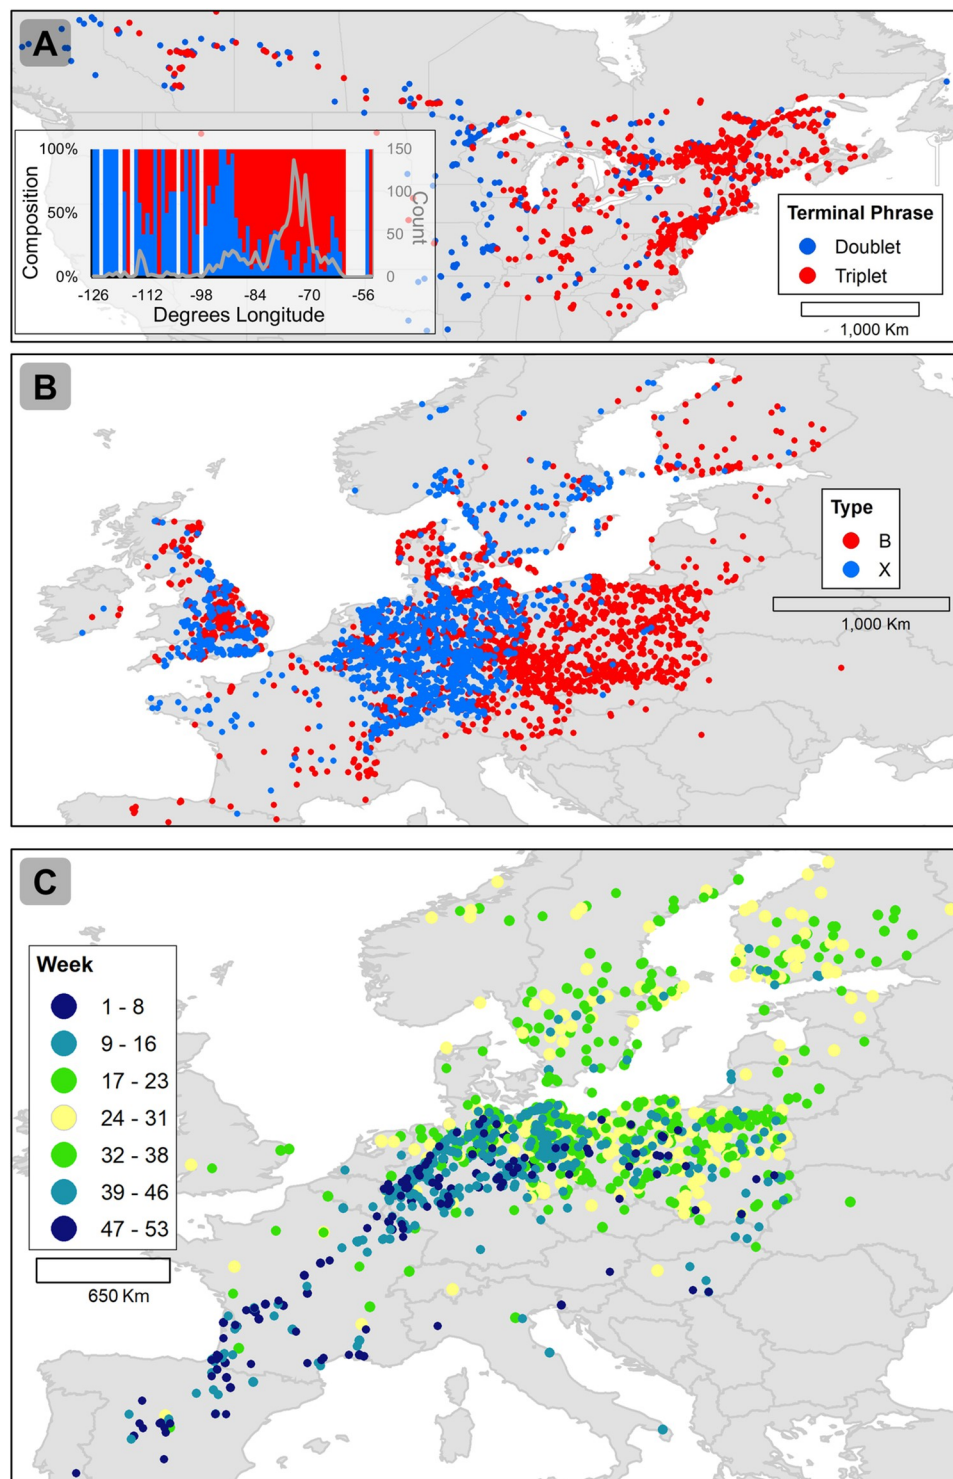 A
100%
50%
0%
Composition
150
100
50
0
Count
-126 -112 -98 -84 -70 -56
Degrees Longitude
Terminal Phrase
Doublet
Triplet
1,000 Km
B
Type
B
X
1,000 Km
C
Week
1 - 8
9 - 16
17 - 23
24 - 31
32 - 38
39 - 46
47 - 53
650 Km